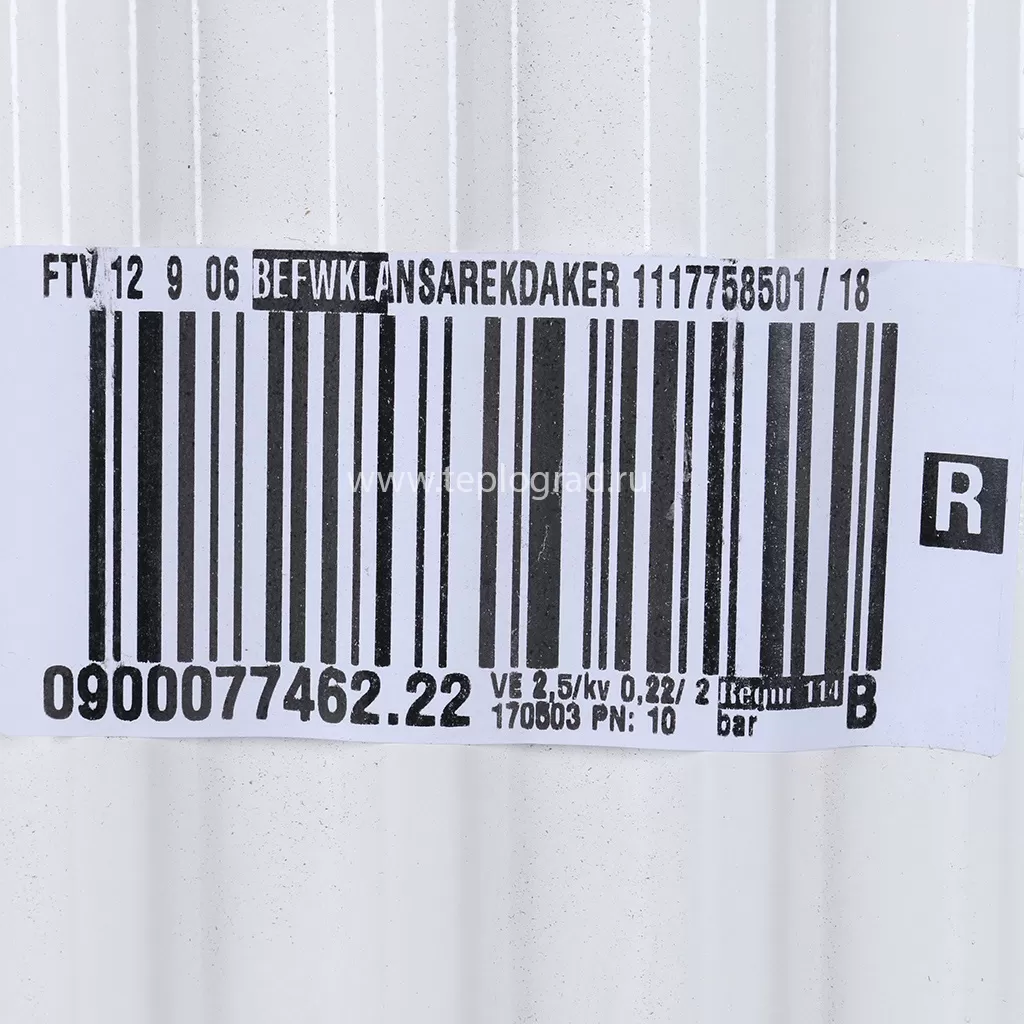 FTV 12 9 06 BEFWKLANSAREKDAKER 1117758501 / 18
www.teplograd.ru
R
0900077462.22
VE 2,5/kv 0,22/ 2 114 B
170603 PN: 10 bar